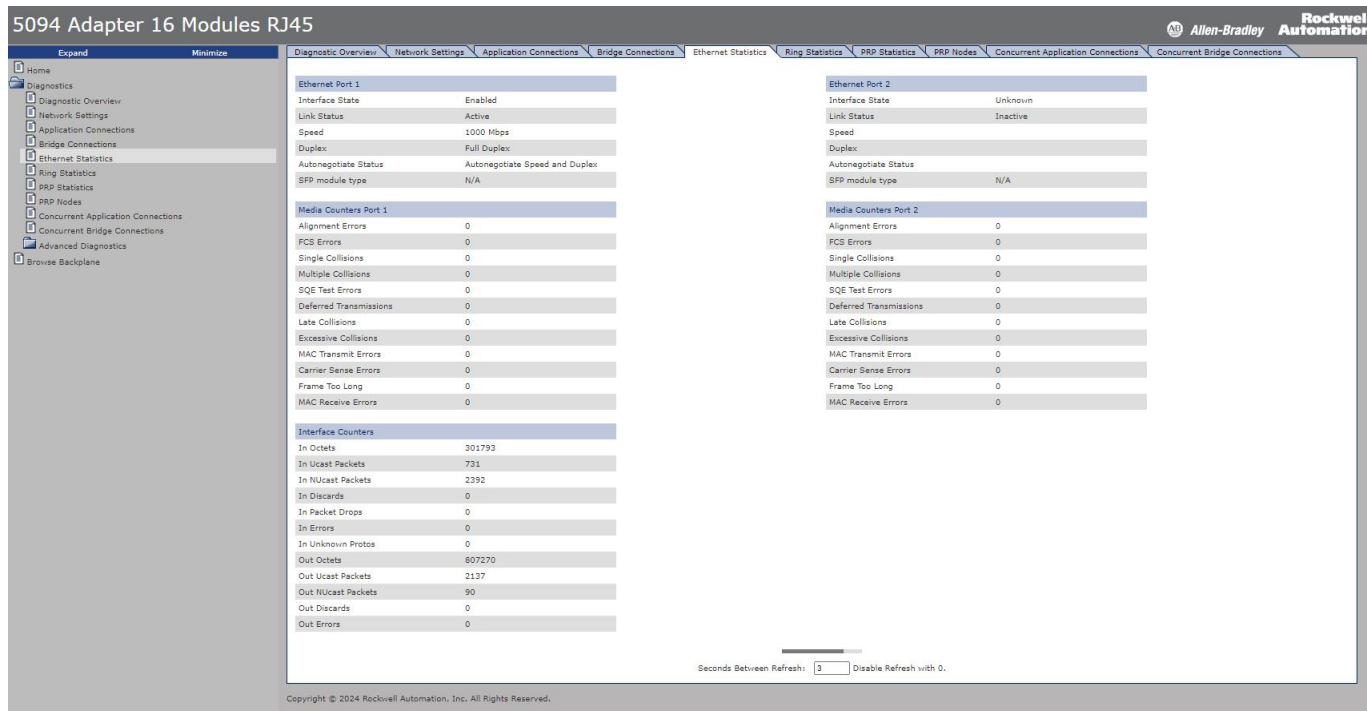 5094 Adapter 16 Modules RJ45
Allen-Bradley
Rockwel
Automation
Expand Minimize
Home
Diagnostics
Diagnostic Overview
Network Settings
Application Connections
Bridge Connections
Ethernet Statistics
Ring Statistics
PRP Statistics
PRP Nodes
Concurrent Application Connections
Concurrent Bridge Connections
Advanced Diagnostics
Browse Backplane
Diagnostic Overview Network Settings Application Connections Bridge Connections Ethernet Statistics Ring Statistics PRP Statistics PRP Nodes Concurrent Application Connections Concurrent Bridge Connections
Ethernet Port 1
Interface State Enabled
Link Status Active
Speed 1000 Mbps
Duplex Full Duplex
Autonegotiate Status Autonegotiate Speed and Duplex
SFP module type N/A
Media Counters Port 1
Alignment Errors 0
FCS Errors 0
Single Collisions 0
Multiple Collisions 0
SQE Test Errors 0
Deferred Transmissions 0
Late Collisions 0
Excessive Collisions 0
MAC Transmit Errors 0
Carrier Sense Errors 0
Frame Too Long 0
MAC Receive Errors 0
Interface Counters
In Octets 301793
In Ucast Packets 731
In NUcast Packets 2392
In Discards 0
In Packet Drops 0
In Errors 0
In Unknown Protos 0
Out Octets 807270
Out Ucast Packets 2137
Out NUcast Packets 90
Out Discards 0
Out Errors 0
Ethernet Port 2
Interface State Unknown
Link Status Inactive
Speed
Duplex
Autonegotiate Status
SFP module type N/A
Media Counters Port 2
Alignment Errors 0
FCS Errors 0
Single Collisions 0
Multiple Collisions 0
SQE Test Errors 0
Deferred Transmissions 0
Late Collisions 0
Excessive Collisions 0
MAC Transmit Errors 0
Carrier Sense Errors 0
Frame Too Long 0
MAC Receive Errors 0
Seconds Between Refresh: 3 Disable Refresh with 0.
Copyright © 2024 Rockwell Automation, Inc. All Rights Reserved.